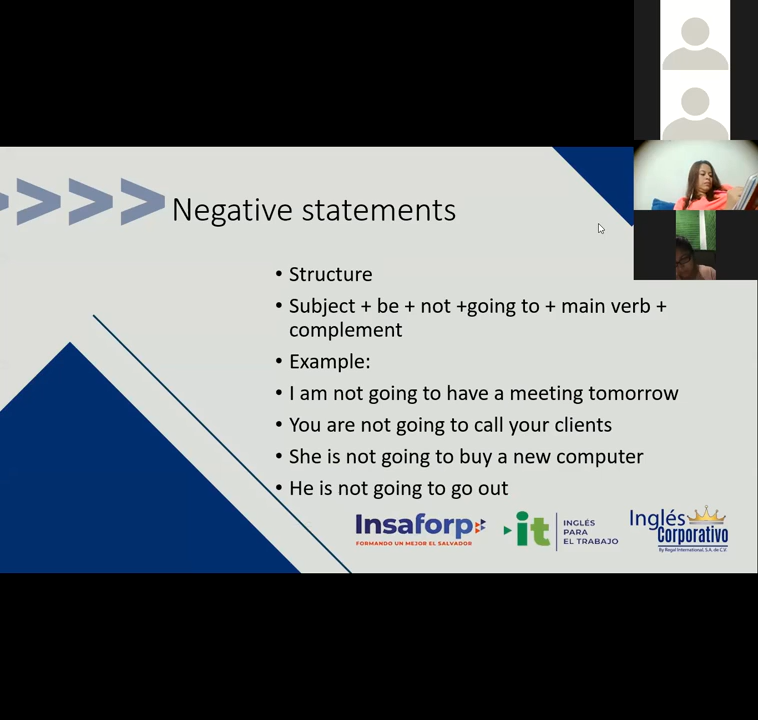 Negative statements
• Structure
• Subject + be + not +going to + main verb +
complement
• Example:
• I am not going to have a meeting tomorrow
• You are not going to call your clients
• She is not going to buy a new computer
• He is not going to go out
Insaforp
FORMANDO UN MEJOR EL SALVADOR
it
INGLÉS
PARA
EL TRABAJO
Inglés
Corporativo
By Regal International, S.A. de C.V.